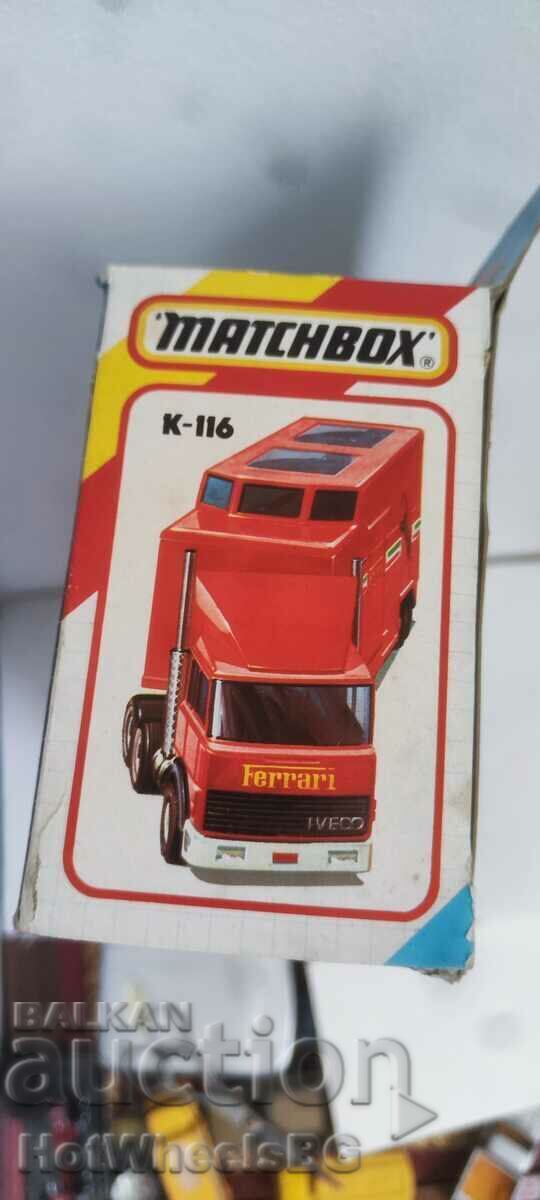 'MATCHBOX'®
K-116
Ferrari
IVECO
BALKAN
auction
HotWheelsBG